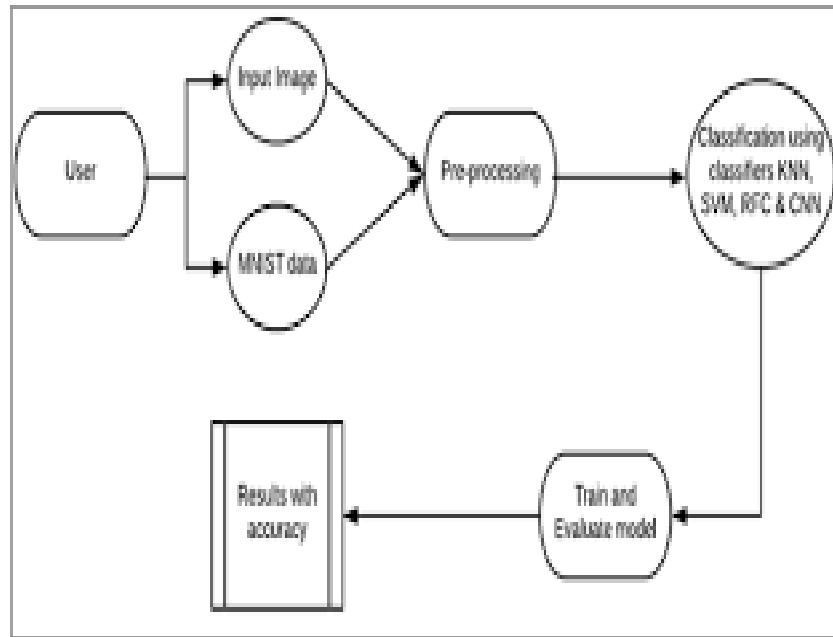 User
Input Image
MNIST data
Pre-processing
Classification using
classifiers KNN,
SVM, RFC & CNN
Train and
Evaluate model
Results with
accuracy